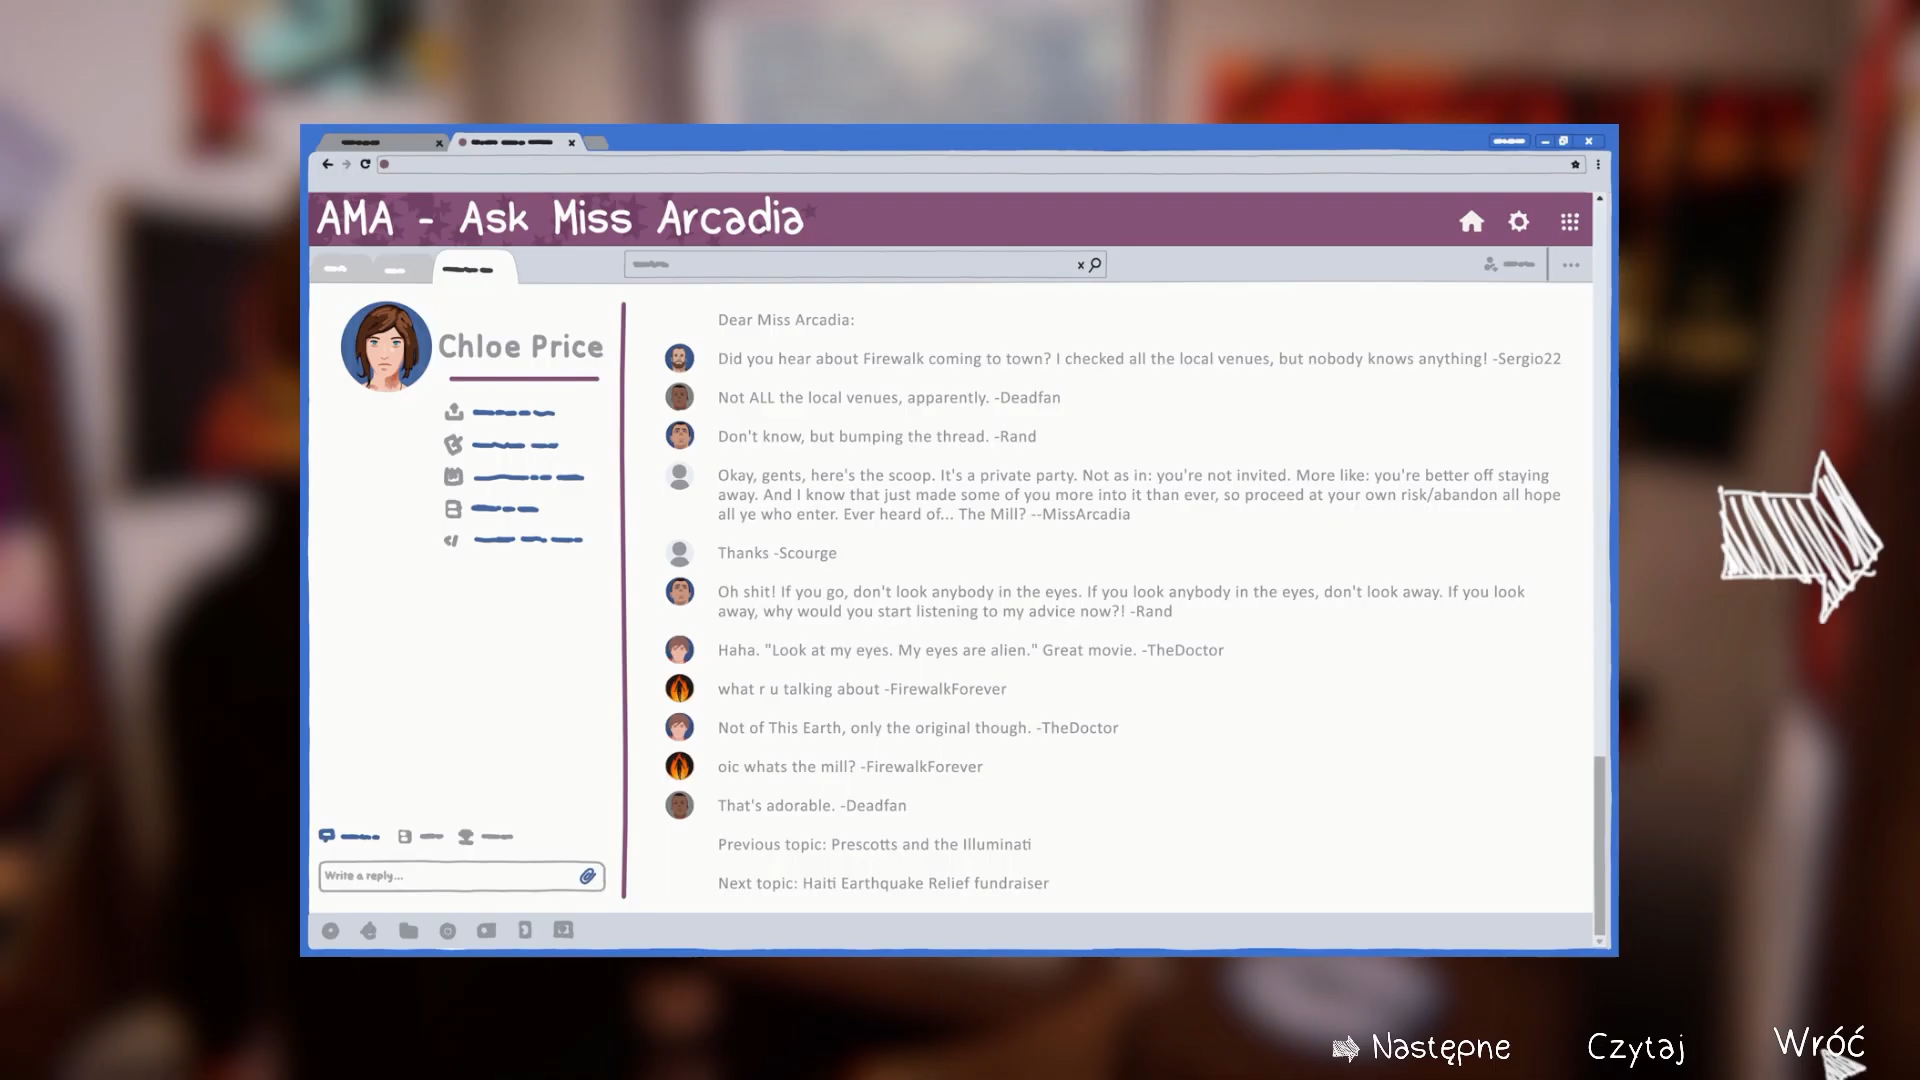 AMA - Ask Miss Arcadia
Chloe Price
Dear Miss Arcadia:
Did you hear about Firewalk coming to town? I checked all the local venues, but nobody knows anything! -Sergio22
Not ALL the local venues, apparently. -Deadfan
Don't know, but bumping the thread. -Rand
Okay, gents, here's the scoop. It's a private party. Not as in: you're not invited. More like: you're better off staying
away. And I know that just made some of you more into it than ever, so proceed at your own risk/abandon all hope
all ye who enter. Ever heard of... The Mill? --MissArcadia
Thanks -Scourge
Oh shit! If you go, don't look anybody in the eyes. If you look anybody in the eyes, don't look away. If you look
away, why would you start listening to my advice now?! -Rand
Haha. "Look at my eyes. My eyes are alien." Great movie. -TheDoctor
what r u talking about -FirewalkForever
Not of This Earth, only the original though. -TheDoctor
oic whats the mill? -FirewalkForever
That's adorable. -Deadfan
Previous topic: Prescotts and the Illuminati
Next topic: Haiti Earthquake Relief fundraiser
Write a reply...
Następne
Czytaj
Wróć